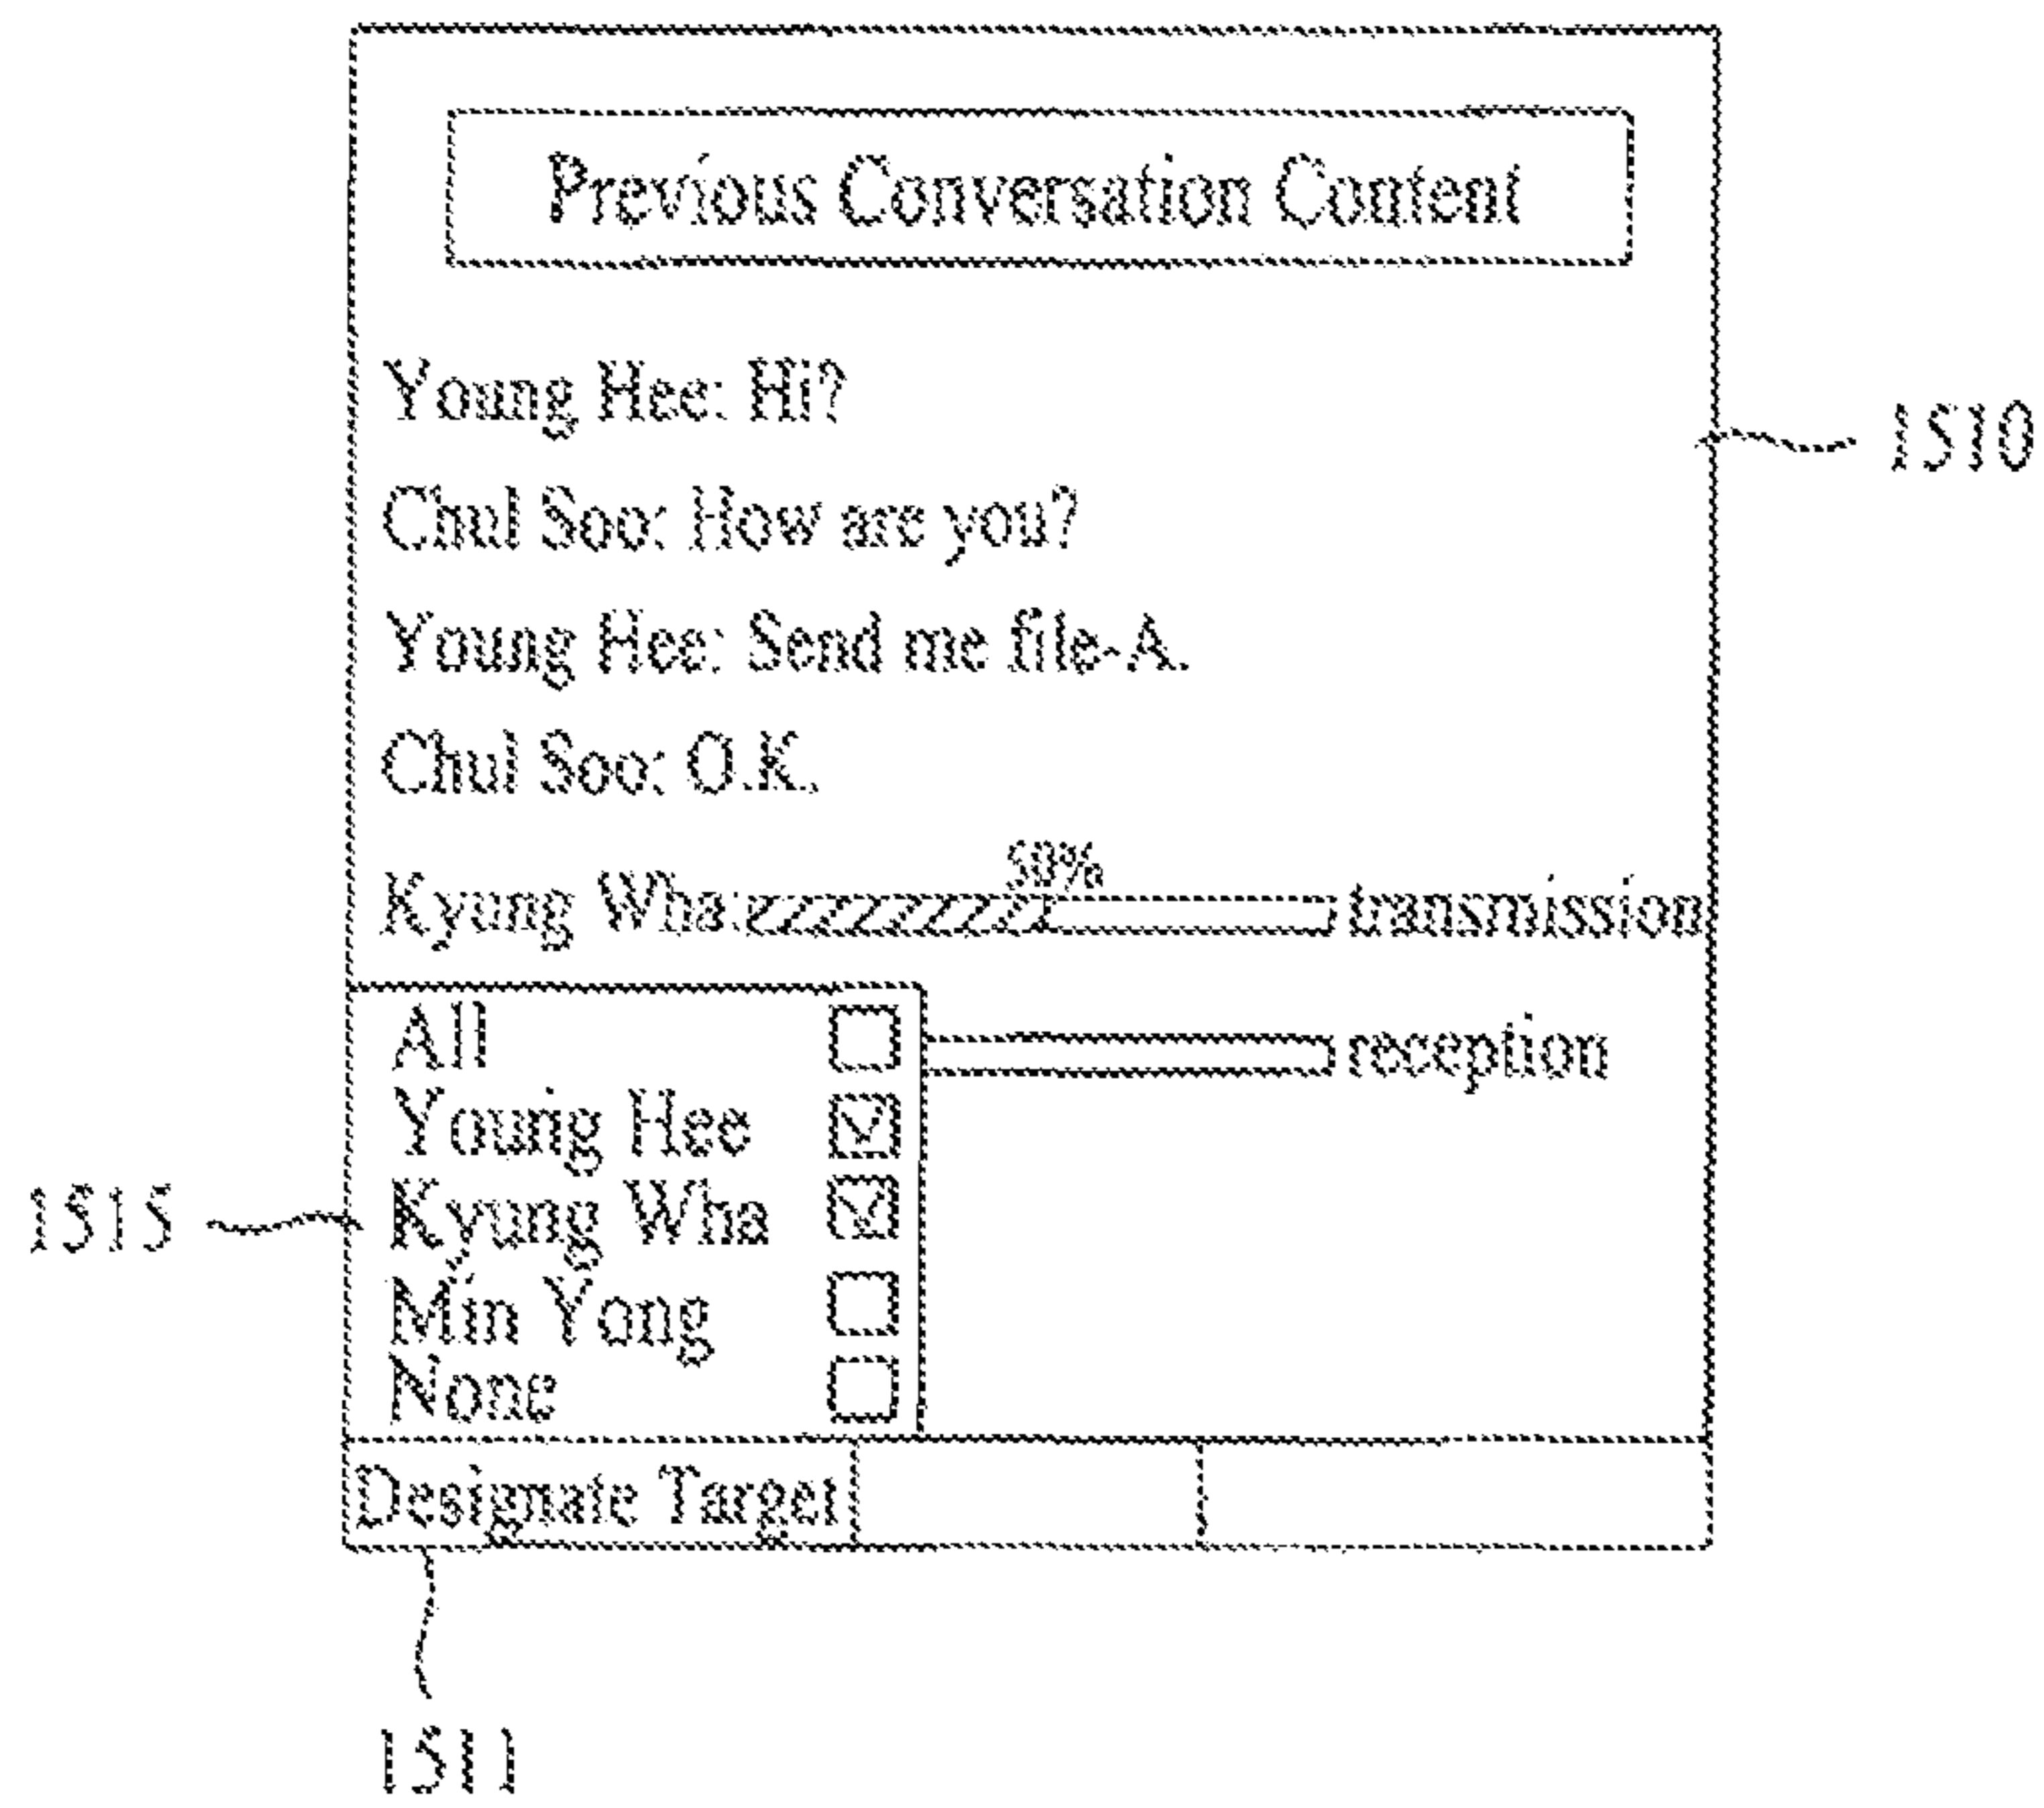 Previous Conversation Content
Young Hee: Hi?
1510
Chul Soo: How are you?
Young Hee: Send me file-A.
Chul Soo: O.K.
50%
Kyung Wha: transmission
All reception
Young Hee
1515
Kyung Wha
Min Yong
None
Designate Target
1511